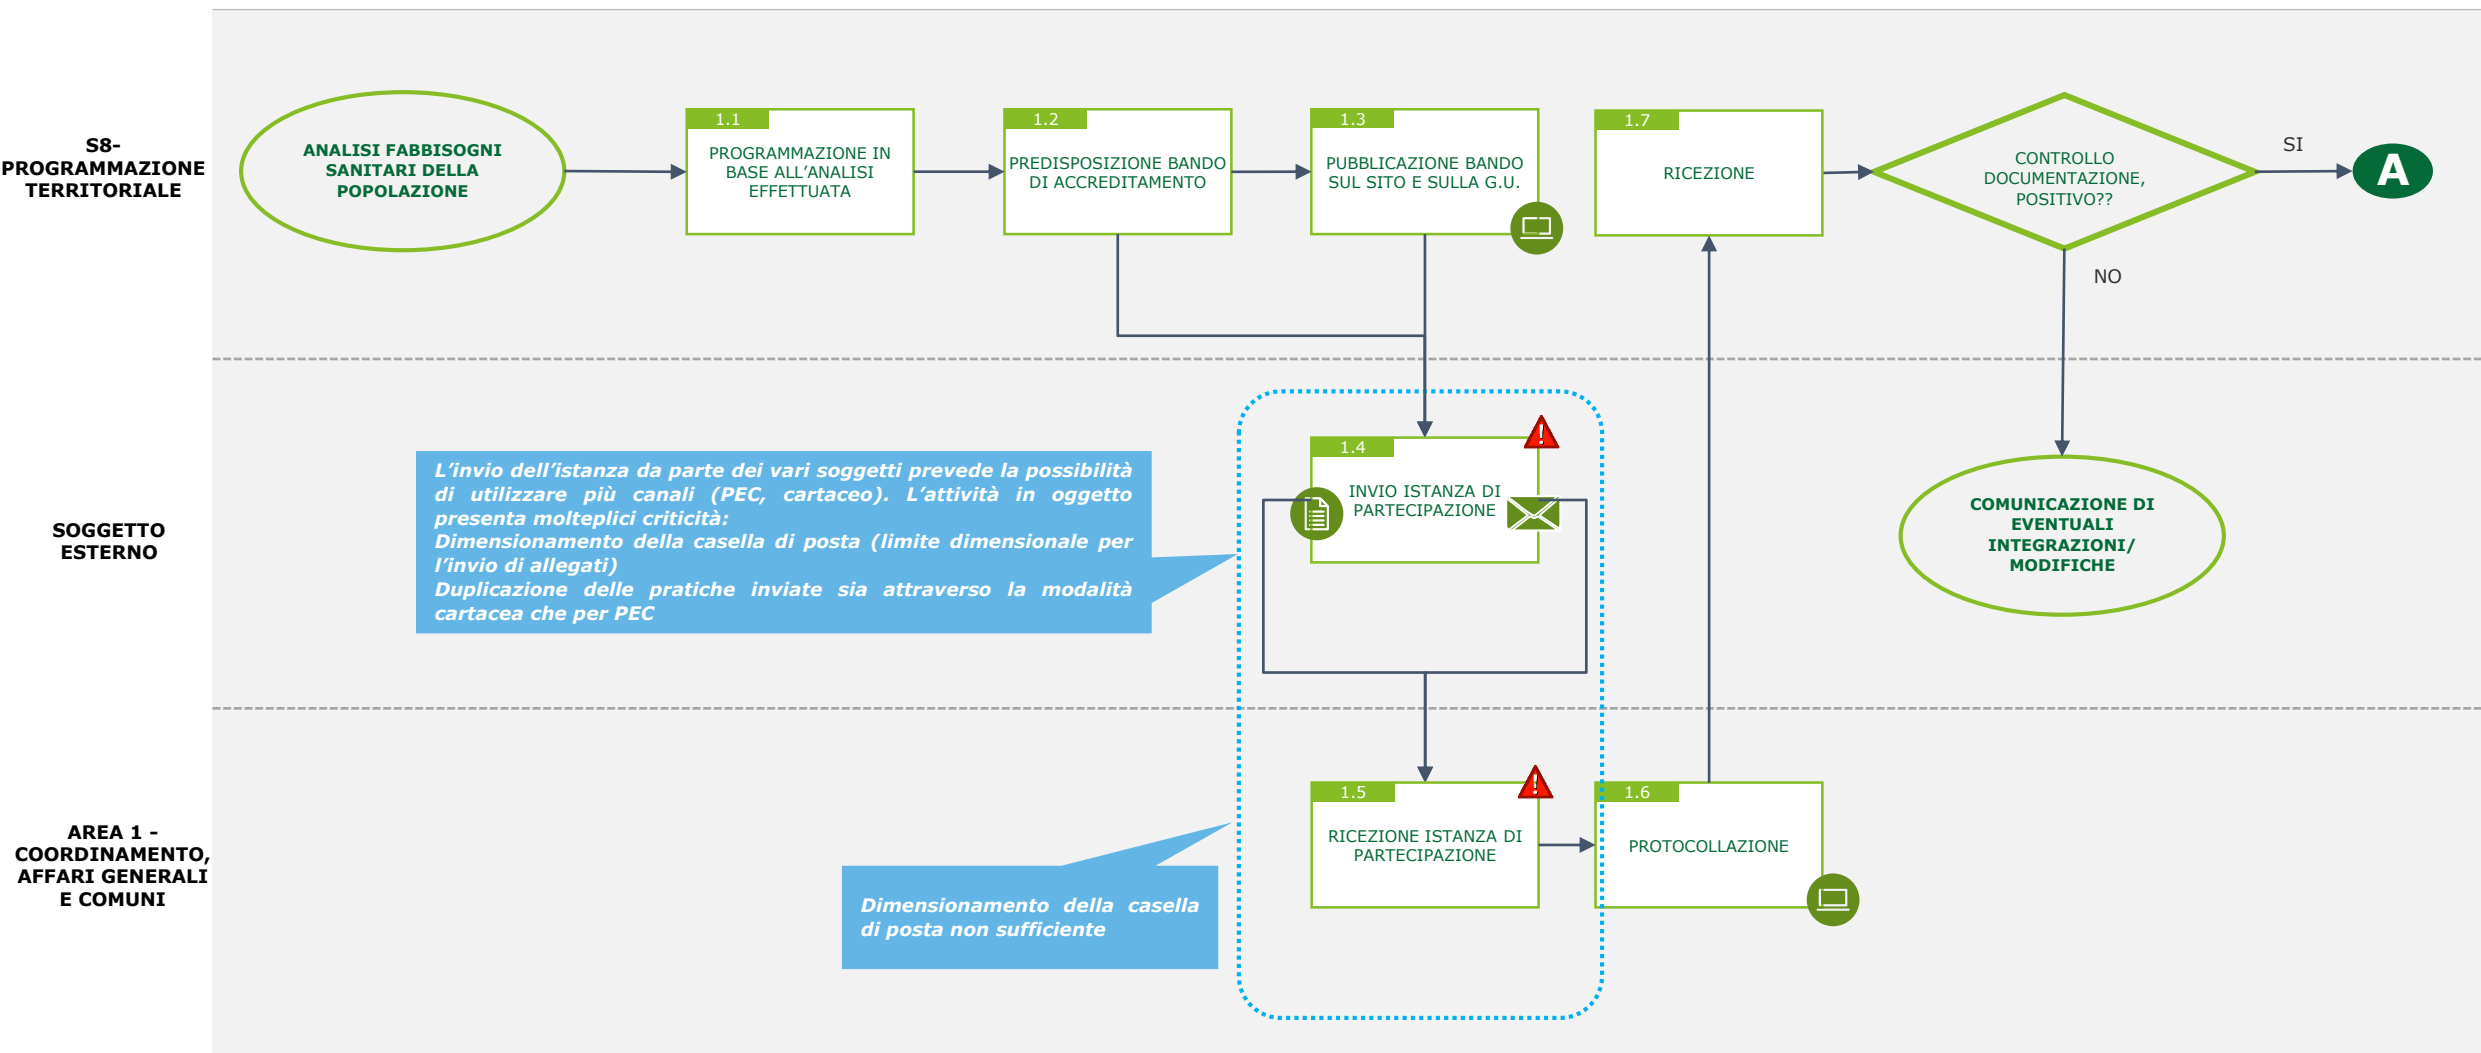 S8-
PROGRAMMAZIONE
TERRITORIALE
ANALISI FABBISOGNI
SANITARI DELLA
POPOLAZIONE
1.1
PROGRAMMAZIONE IN
BASE ALL’ANALISI
EFFETTUATA
1.2
PREDISPOSIZIONE BANDO
DI ACCREDITAMENTO
1.3
PUBBLICAZIONE BANDO
SUL SITO E SULLA G.U.
1.7
RICEZIONE
CONTROLLO
DOCUMENTAZIONE,
POSITIVO??
SI
A
NO
SOGGETTO
ESTERNO
L’invio dell’istanza da parte dei vari soggetti prevede la possibilità
di utilizzare più canali (PEC, cartaceo). L’attività in oggetto
presenta molteplici criticità:
Dimensionamento della casella di posta (limite dimensionale per
l’invio di allegati)
Duplicazione delle pratiche inviate sia attraverso la modalità
cartacea che per PEC
1.4
INVIO ISTANZA DI
PARTECIPAZIONE
COMUNICAZIONE DI
EVENTUALI
INTEGRAZIONI/
MODIFICHE
AREA 1 -
COORDINAMENTO,
AFFARI GENERALI
E COMUNI
Dimensionamento della casella
di posta non sufficiente
1.5
RICEZIONE ISTANZA DI
PARTECIPAZIONE
1.6
PROTOCOLLAZIONE